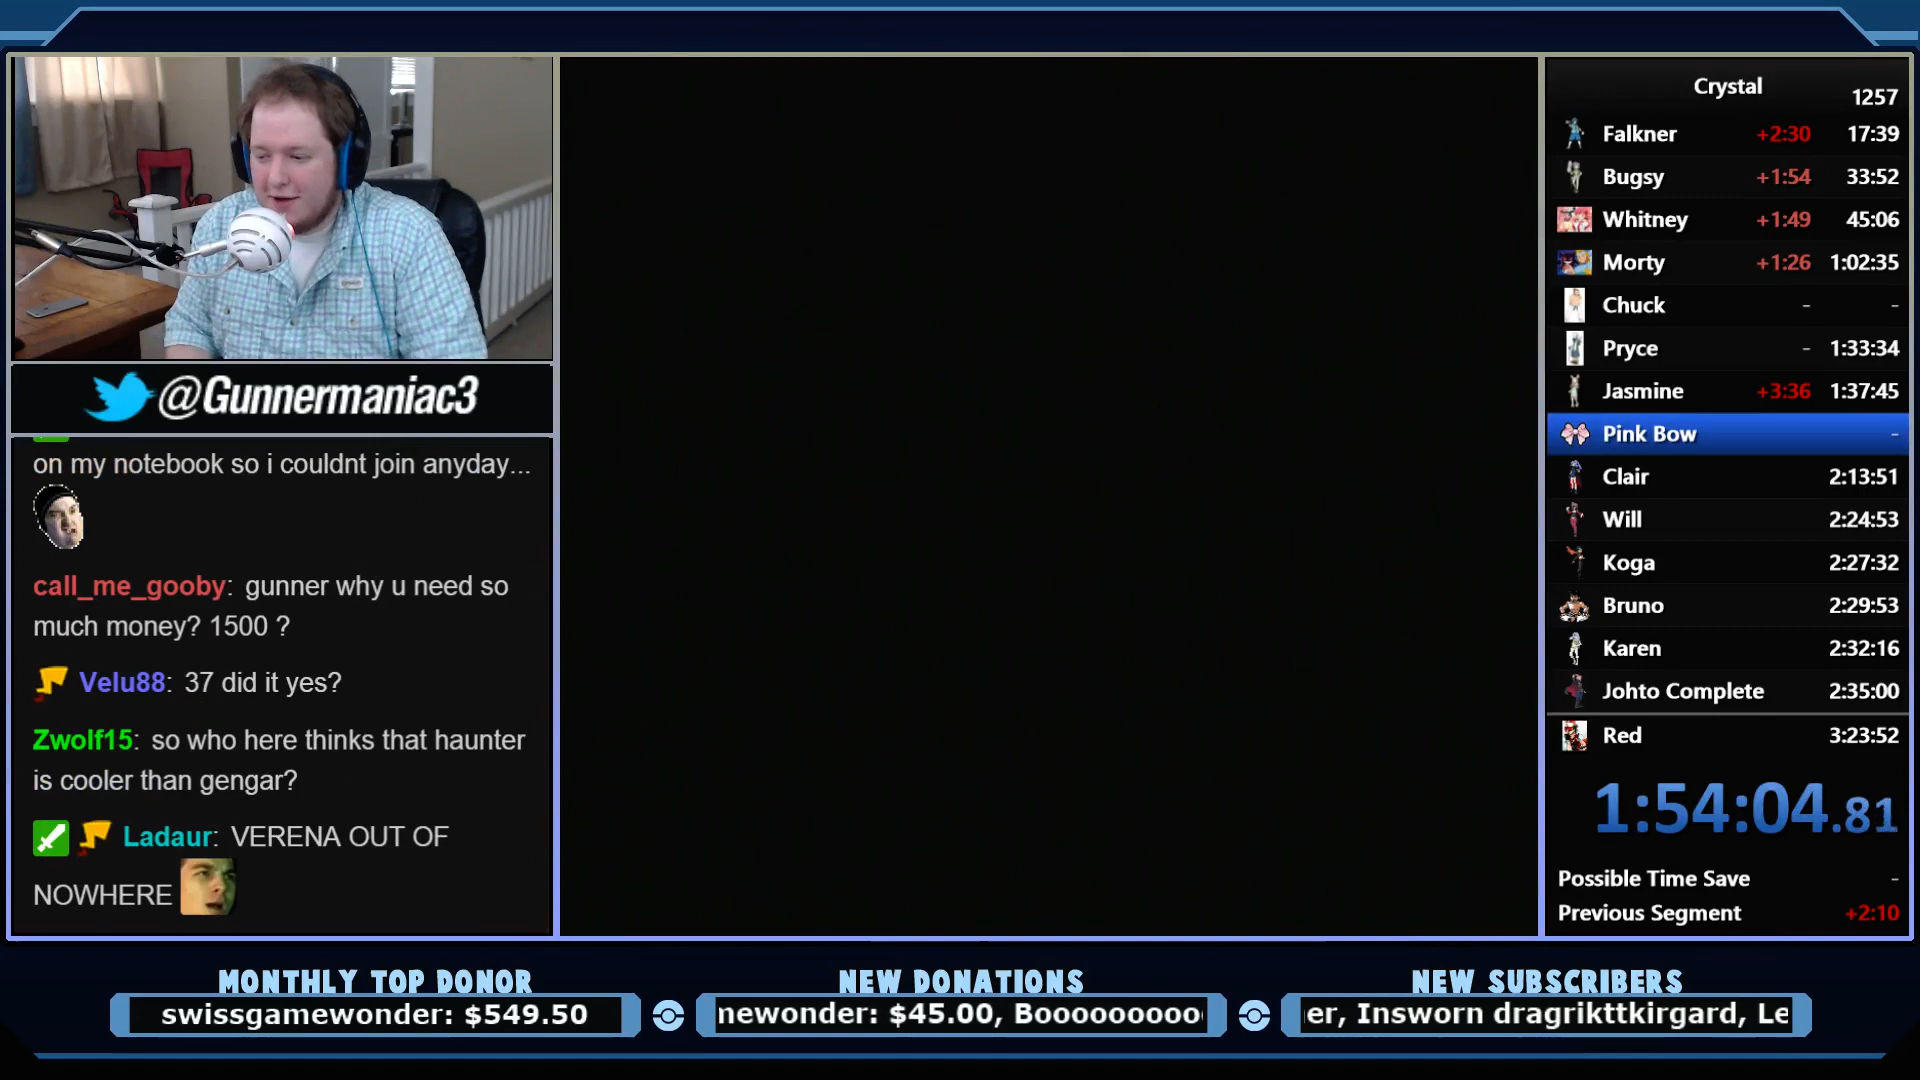 @Gunnermaniac3
on my notebook so i couldnt join anyday...
call_me_gooby: gunner why u need so
much money? 1500 ?
Velu88: 37 did it yes?
Zwolf15: so who here thinks that haunter
is cooler than gengar?
Ladaur: VERENA OUT OF
NOWHERE
Crystal
1257
Falkner +2:30 17:39
Bugsy +1:54 33:52
Whitney +1:49 45:06
Morty +1:26 1:02:35
Chuck - -
Pryce - 1:33:34
Jasmine +3:36 1:37:45
Pink Bow -
Clair 2:13:51
Will 2:24:53
Koga 2:27:32
Bruno 2:29:53
Karen 2:32:16
Johto Complete 2:35:00
Red 3:23:52
1:54:04.81
Possible Time Save -
Previous Segment +2:10
MONTHLY TOP DONOR
swissgamewonder: $549.50
NEW DONATIONS
newonder: $45.00, Booooooooo
NEW SUBSCRIBERS
er, Insworn dragrikttkirgard, Le